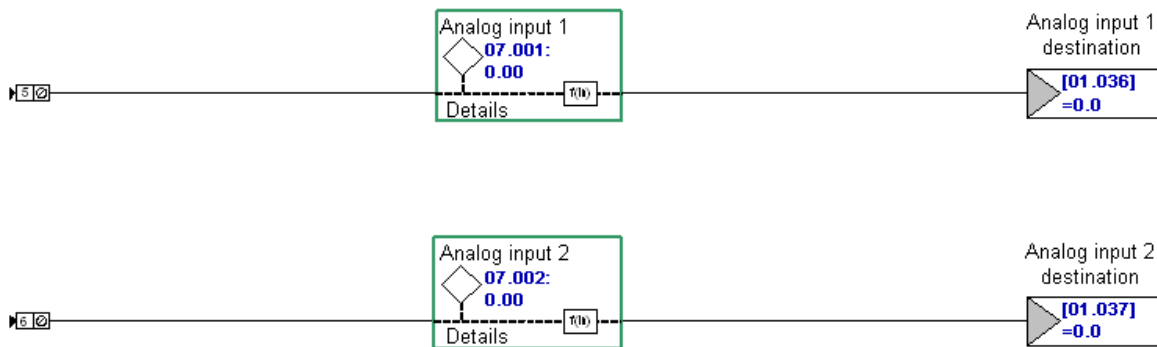 Analog input 1
07.001:
0.00
Details
5
Analog input 1
destination
[01.036]
=0.0
Analog input 2
07.002:
0.00
Details
6
Analog input 2
destination
[01.037]
=0.0